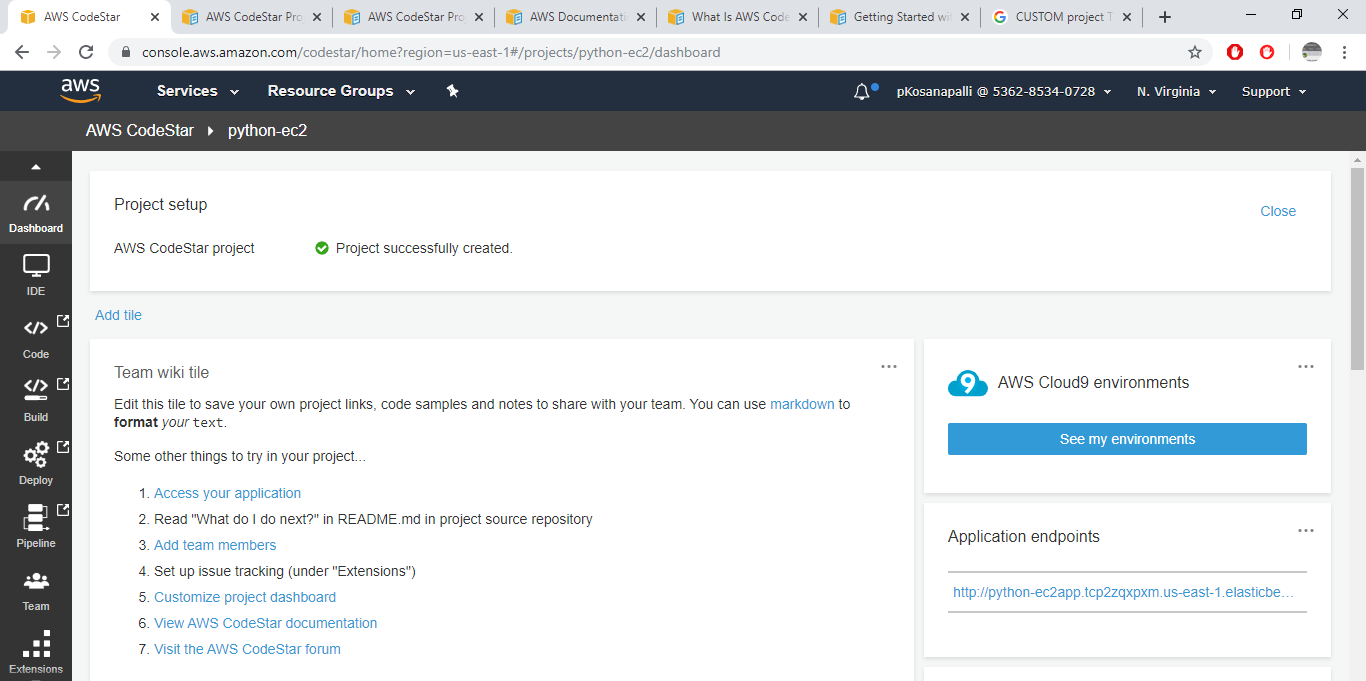 AWS CodeStar
AWS CodeStar Pro
AWS CodeStar Pro
AWS Documentati
What Is AWS Code
Getting Started wi
CUSTOM project T
console.aws.amazon.com/codestar/home?region=us-east-1#/projects/python-ec2/dashboard
aws
Services
Resource Groups
pKosanapalli @ 5362-8534-0728
N. Virginia
Support
AWS CodeStar
python-ec2
Dashboard
IDE
Code
Build
Deploy
Pipeline
Team
Extensions
Project setup
Close
AWS CodeStar project
Project successfully created.
Add tile
Team wiki tile
Edit this tile to save your own project links, code samples and notes to share with your team. You can use markdown to
format your text.
Some other things to try in your project...
1. Access your application
2. Read "What do I do next?" in README.md in project source repository
3. Add team members
4. Set up issue tracking (under "Extensions")
5. Customize project dashboard
6. View AWS CodeStar documentation
7. Visit the AWS CodeStar forum
9
AWS Cloud9 environments
See my environments
Application endpoints
http://python-ec2app.tcp2zqxpxm.us-east-1.elasticbe...